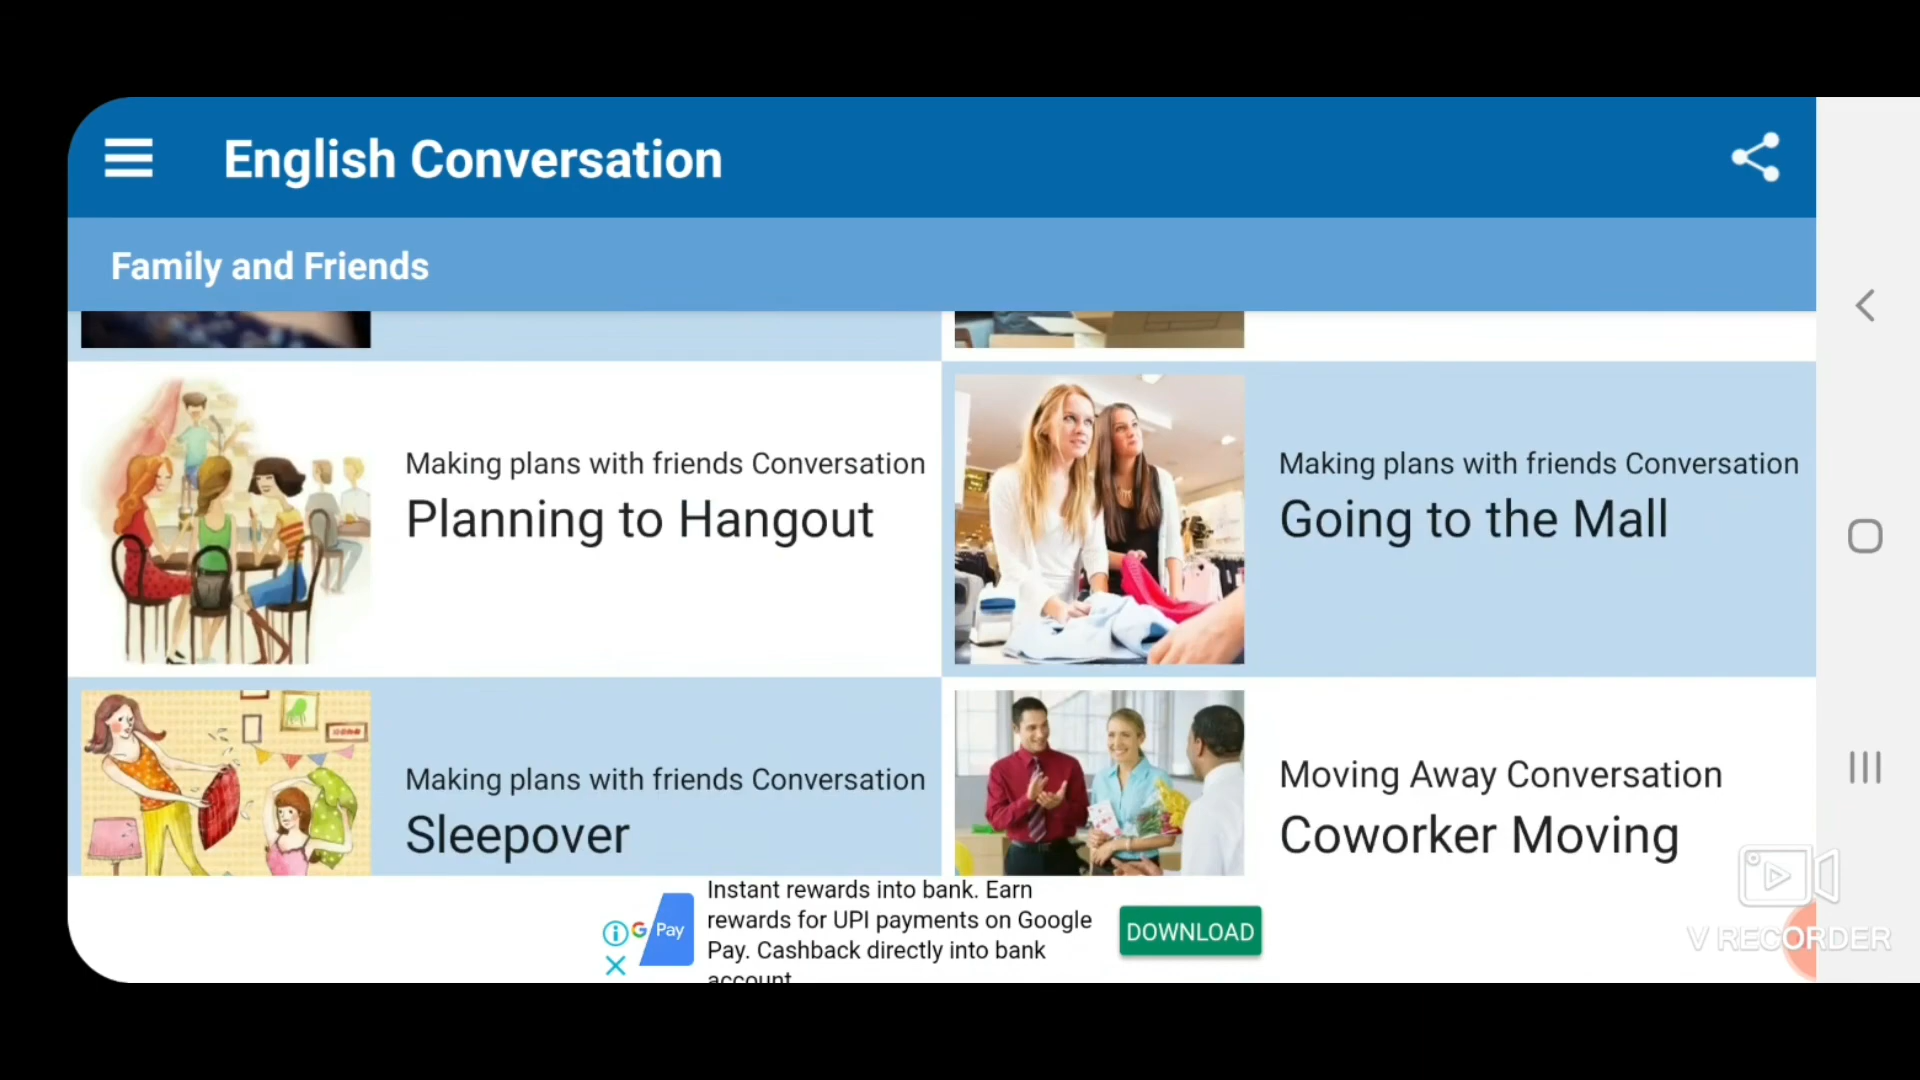 English Conversation
Family and Friends
Making plans with friends Conversation
Planning to Hangout
Making plans with friends Conversation
Going to the Mall
Making plans with friends Conversation
Sleepover
Moving Away Conversation
Coworker Moving
G Pay
Instant rewards into bank. Earn
rewards for UPI payments on Google
Pay. Cashback directly into bank
account
DOWNLOAD
V RECORDER